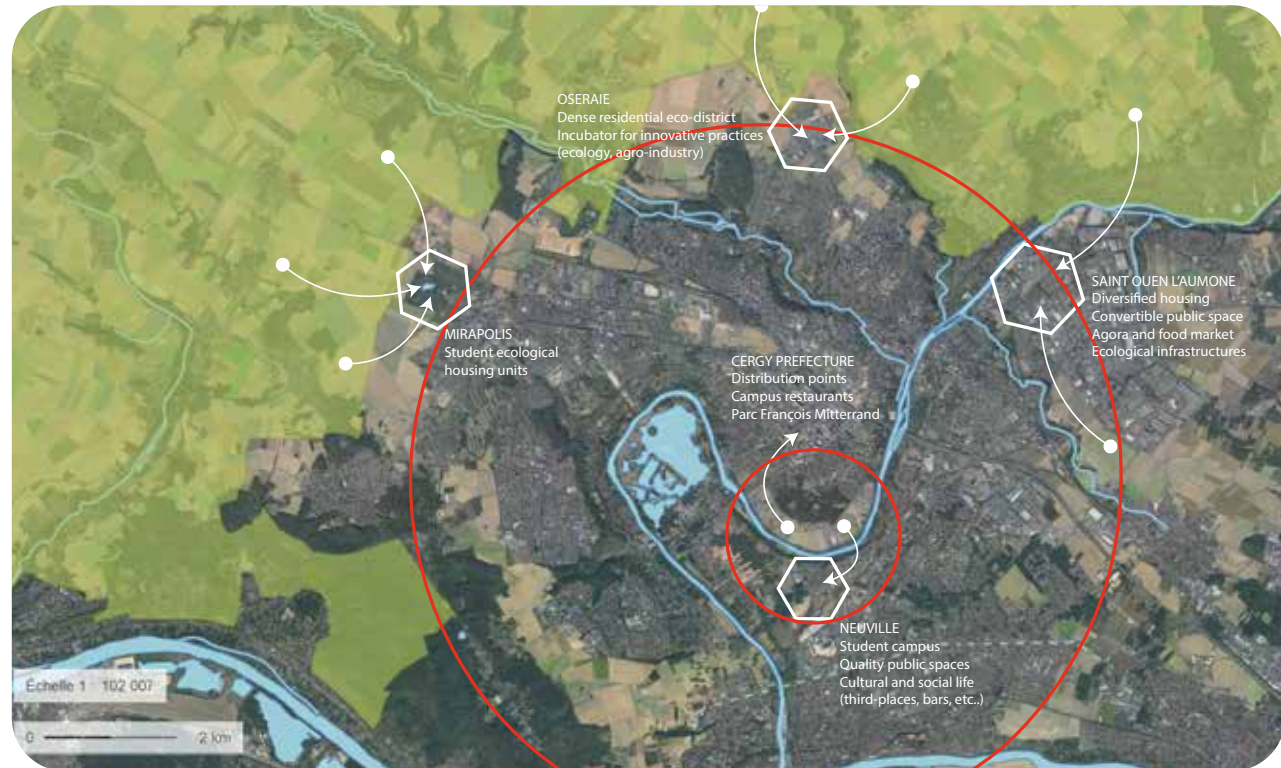 OSERAIE
Dense residential eco-district
Incubator for innovative practices
(ecology, agro-industry)
SAINT OUEN L'AUMONE
Diversified housing
Convertible public space
Agora and food market
Ecological infrastructures
MIRAPOLIS
Student ecological
housing units
CERGY PREFECTURE
Distribution points
Campus restaurants
Parc François Mitterrand
NEUVILLE
Student campus
Quality public spaces
Cultural and social life
(third-places, bars, etc..)
Échelle 1 : 102 007
0 2 km